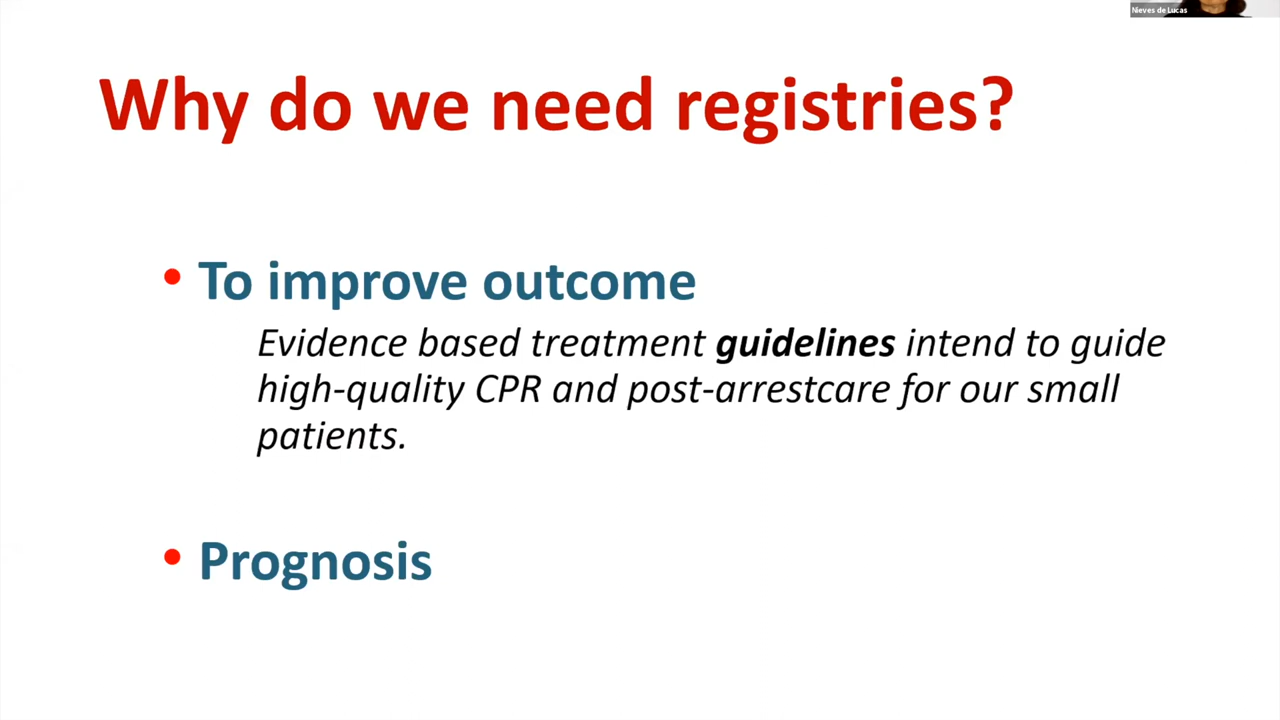 Nieves de Lucas
Why do we need registries?
• To improve outcome
Evidence based treatment guidelines intend to guide
high-quality CPR and post-arrestcare for our small
patients.
• Prognosis